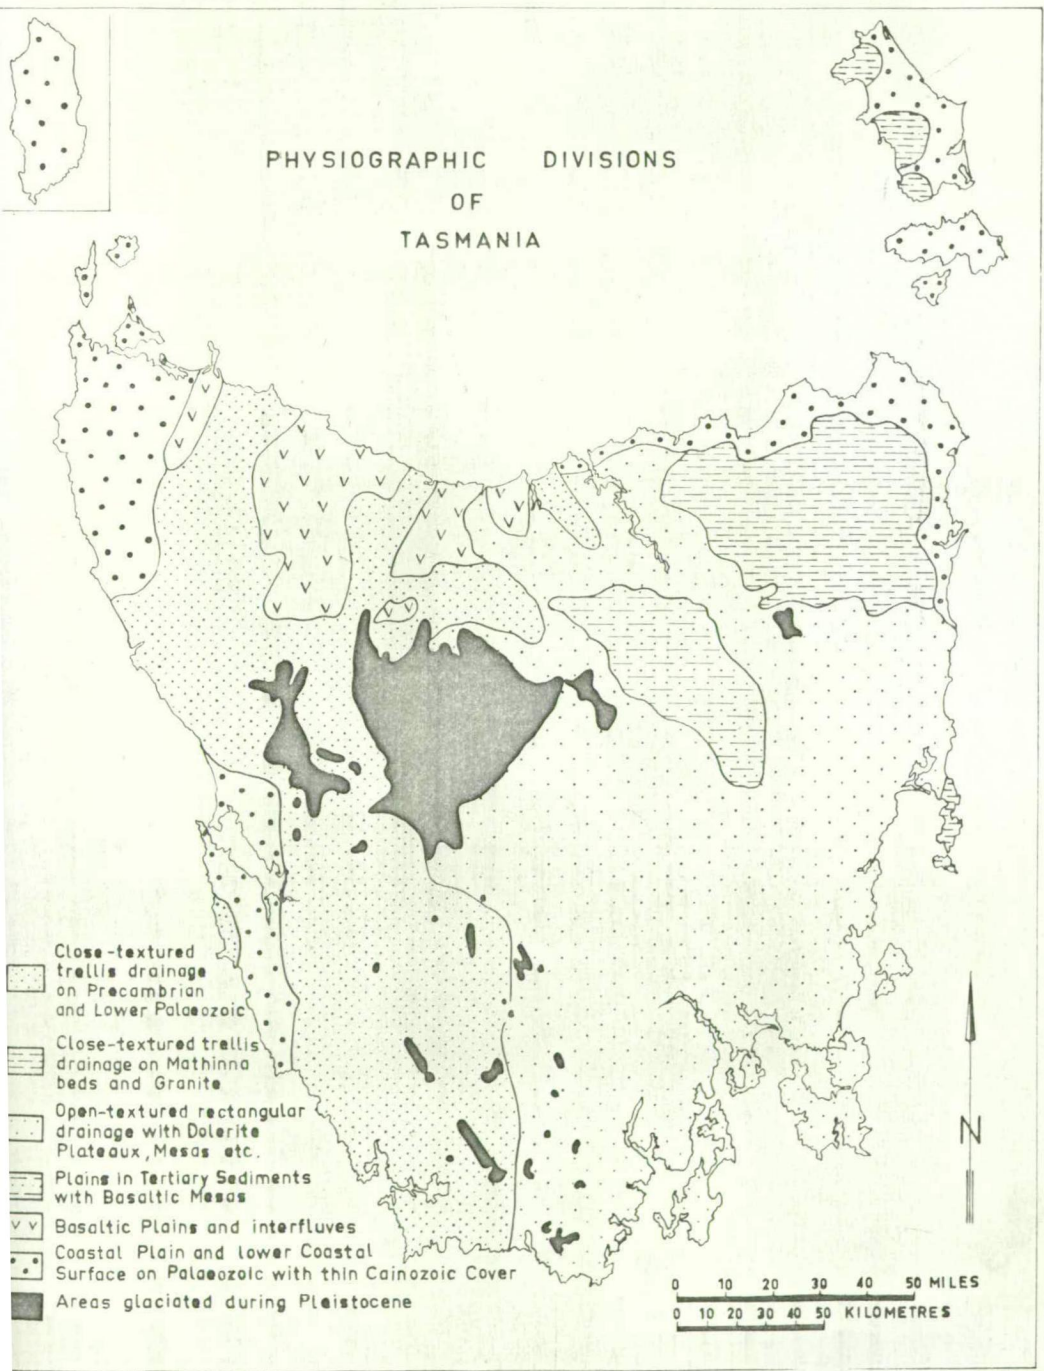 PHYSIOGRAPHIC DIVISIONS
OF
TASMANIA
Close-textured
trellis drainage
on Precambrian
and Lower Palaeozoic
Close-textured trellis
drainage on Mathinna
beds and Granite
Open-textured rectangular
drainage with Dolerite
Plateaux, Mesas etc.
Plains in Tertiary Sediments
with Basaltic Mesas
Basaltic Plains and interfluves
Coastal Plain and lower Coastal
Surface on Palaeozoic with thin Cainozoic Cover
Areas glaciated during Pleistocene
N
0 10 20 30 40 50 MILES
0 10 20 30 40 50 KILOMETRES